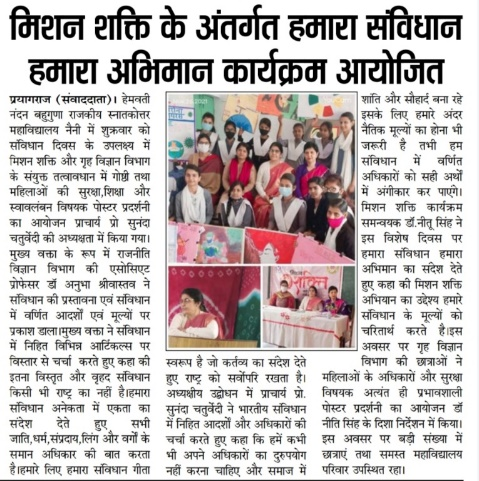 मिशन शक्ति के अंतर्गत हमारा संविधान
हमारा अभिमान कार्यक्रम आयोजित
प्रयागराज (संवाददाता)। हेमवती
नंदन बहुगुणा राजकीय स्नातकोत्तर
महाविद्यालय नैनी में शुक्रवार को
संविधान दिवस के उपलक्ष्य में
मिशन शक्ति और गृह विज्ञान विभाग
के संयुक्त तत्वावधान में गोष्ठी तथा
महिलाओं की सुरक्षा,शिक्षा और
स्वावलंबन विषयक पोस्टर प्रदर्शनी
का आयोजन प्राचार्य प्रो सुनंदा
चतुर्वेदी की अध्यक्षता में किया गया।
मुख्य वक्ता के रूप में राजनीति
विज्ञान विभाग की एसोसिएट
प्रोफेसर डॉ अनुभा श्रीवास्तव ने
संविधान की प्रस्तावना एवं संविधान
में वर्णित आदर्शों एवं मूल्यों पर
प्रकाश डाला।मुख्य वक्ता ने संविधान
में निहित विभिन्न आर्टिकल्स पर
विस्तार से चर्चा करते हुए कहा की
इतना विस्तृत और वृहद संविधान
किसी भी राष्ट्र का नहीं है।हमारा
संविधान अनेकता में एकता का
संदेश देते हुए सभी
जाति,धर्म,संप्रदाय,लिंग और वर्गों के
समान अधिकार की बात करता
है।हमारे लिए हमारा संविधान गीता
स्वरूप है जो कर्तव्य का संदेश देते
हुए राष्ट्र को सर्वोपरि रखता है।
अध्यक्षीय उद्बोधन में प्राचार्य प्रो.
सुनंदा चतुर्वेदी ने भारतीय संविधान
में निहित आदर्शों और अधिकारों की
चर्चा करते हुए कहा कि हमें कभी
भी अपने अधिकारों का दुरुपयोग
नहीं करना चाहिए और समाज में
शांति और सौहार्द बना रहे
इसके लिए हमारे अंदर
नैतिक मूल्यों का होना भी
जरूरी है तभी हम
संविधान में वर्णित
अधिकारों को सही अर्थों
में अंगीकार कर पाएंगे।
मिशन शक्ति कार्यक्रम
समन्वयक डॉ.नीतू सिंह ने
इस विशेष दिवस पर
हमारा संविधान हमारा
अभिमान का संदेश देते
हुए कहा की मिशन शक्ति
अभियान का उद्देश्य हमारे
संविधान के मूल्यों को
चरितार्थ करते है।इस
अवसर पर गृह विज्ञान
विभाग की छात्राओं ने
महिलाओं के अधिकारों और सुरक्षा
विषयक अत्यंत ही प्रभावशाली
पोस्टर प्रदर्शनी का आयोजन डॉ
नीति सिंह के दिशा निर्देशन में किया।
इस अवसर पर बड़ी संख्या में
छात्राएं तथा समस्त महाविद्यालय
परिवार उपस्थित रहा।